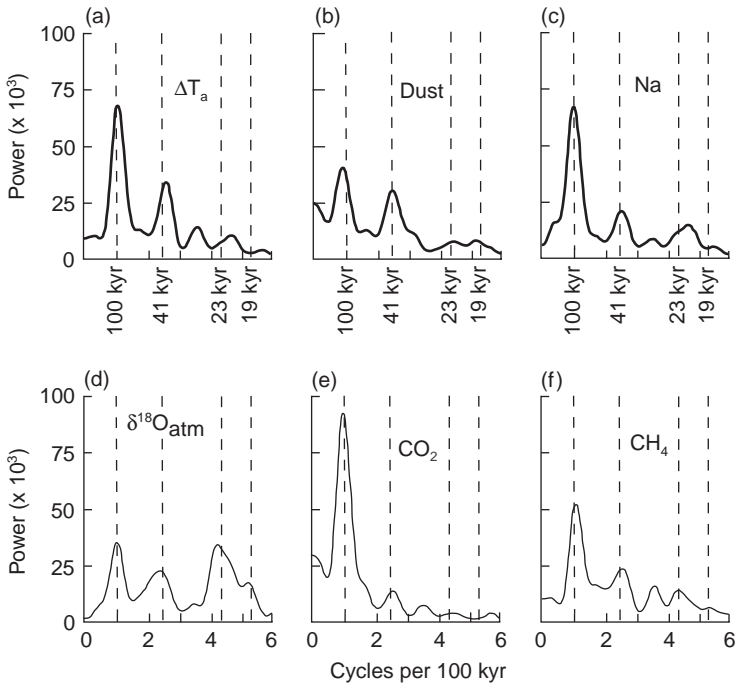 (a) (b) (c)
100
75
50
25
0
Power (x 10³)
ΔTₐ Dust Na
100 kyr 41 kyr 23 kyr 19 kyr 100 kyr 41 kyr 23 kyr 19 kyr 100 kyr 41 kyr 23 kyr 19 kyr
(d) (e) (f)
100
75
50
25
0
Power (x 10³)
δ¹⁸Oatm CO₂ CH₄
0 2 4 6 0 2 4 6 0 2 4 6
Cycles per 100 kyr